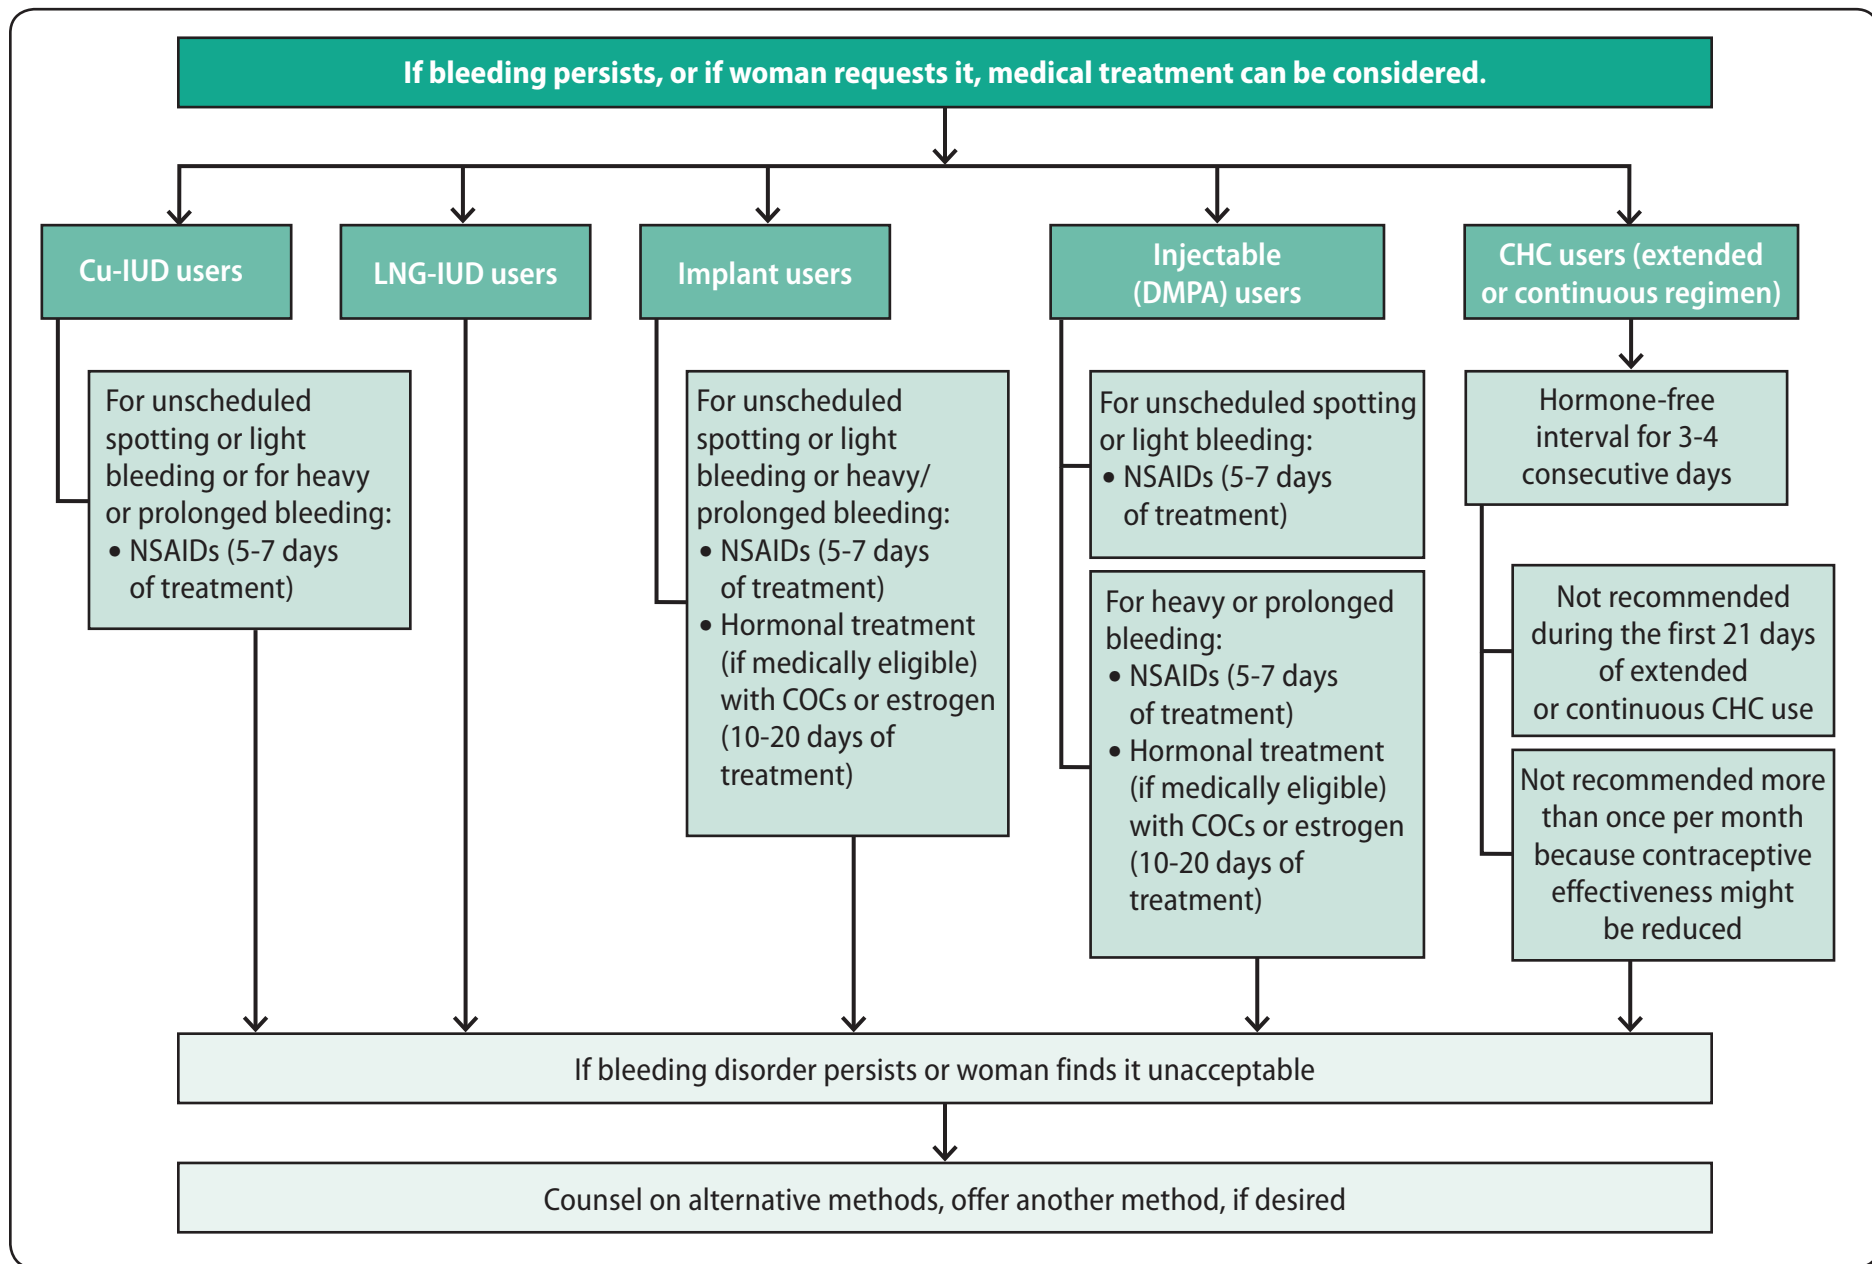 If bleeding persists, or if woman requests it, medical treatment can be considered.
Cu-IUD users
LNG-IUD users
Implant users
Injectable
(DMPA) users
CHC users (extended
or continuous regimen)
For unscheduled
spotting or light
bleeding or for heavy
or prolonged bleeding:
• NSAIDs (5-7 days
of treatment)
For unscheduled
spotting or light
bleeding or heavy/
prolonged bleeding:
• NSAIDs (5-7 days
of treatment)
• Hormonal treatment
(if medically eligible)
with COCs or estrogen
(10-20 days of
treatment)
For unscheduled spotting
or light bleeding:
• NSAIDs (5-7 days
of treatment)
For heavy or prolonged
bleeding:
• NSAIDs (5-7 days
of treatment)
• Hormonal treatment
(if medically eligible)
with COCs or estrogen
(10-20 days of
treatment)
Hormone-free
interval for 3-4
consecutive days
Not recommended
during the first 21 days
of extended
or continuous CHC use
Not recommended more
than once per month
because contraceptive
effectiveness might
be reduced
If bleeding disorder persists or woman finds it unacceptable
Counsel on alternative methods, offer another method, if desired